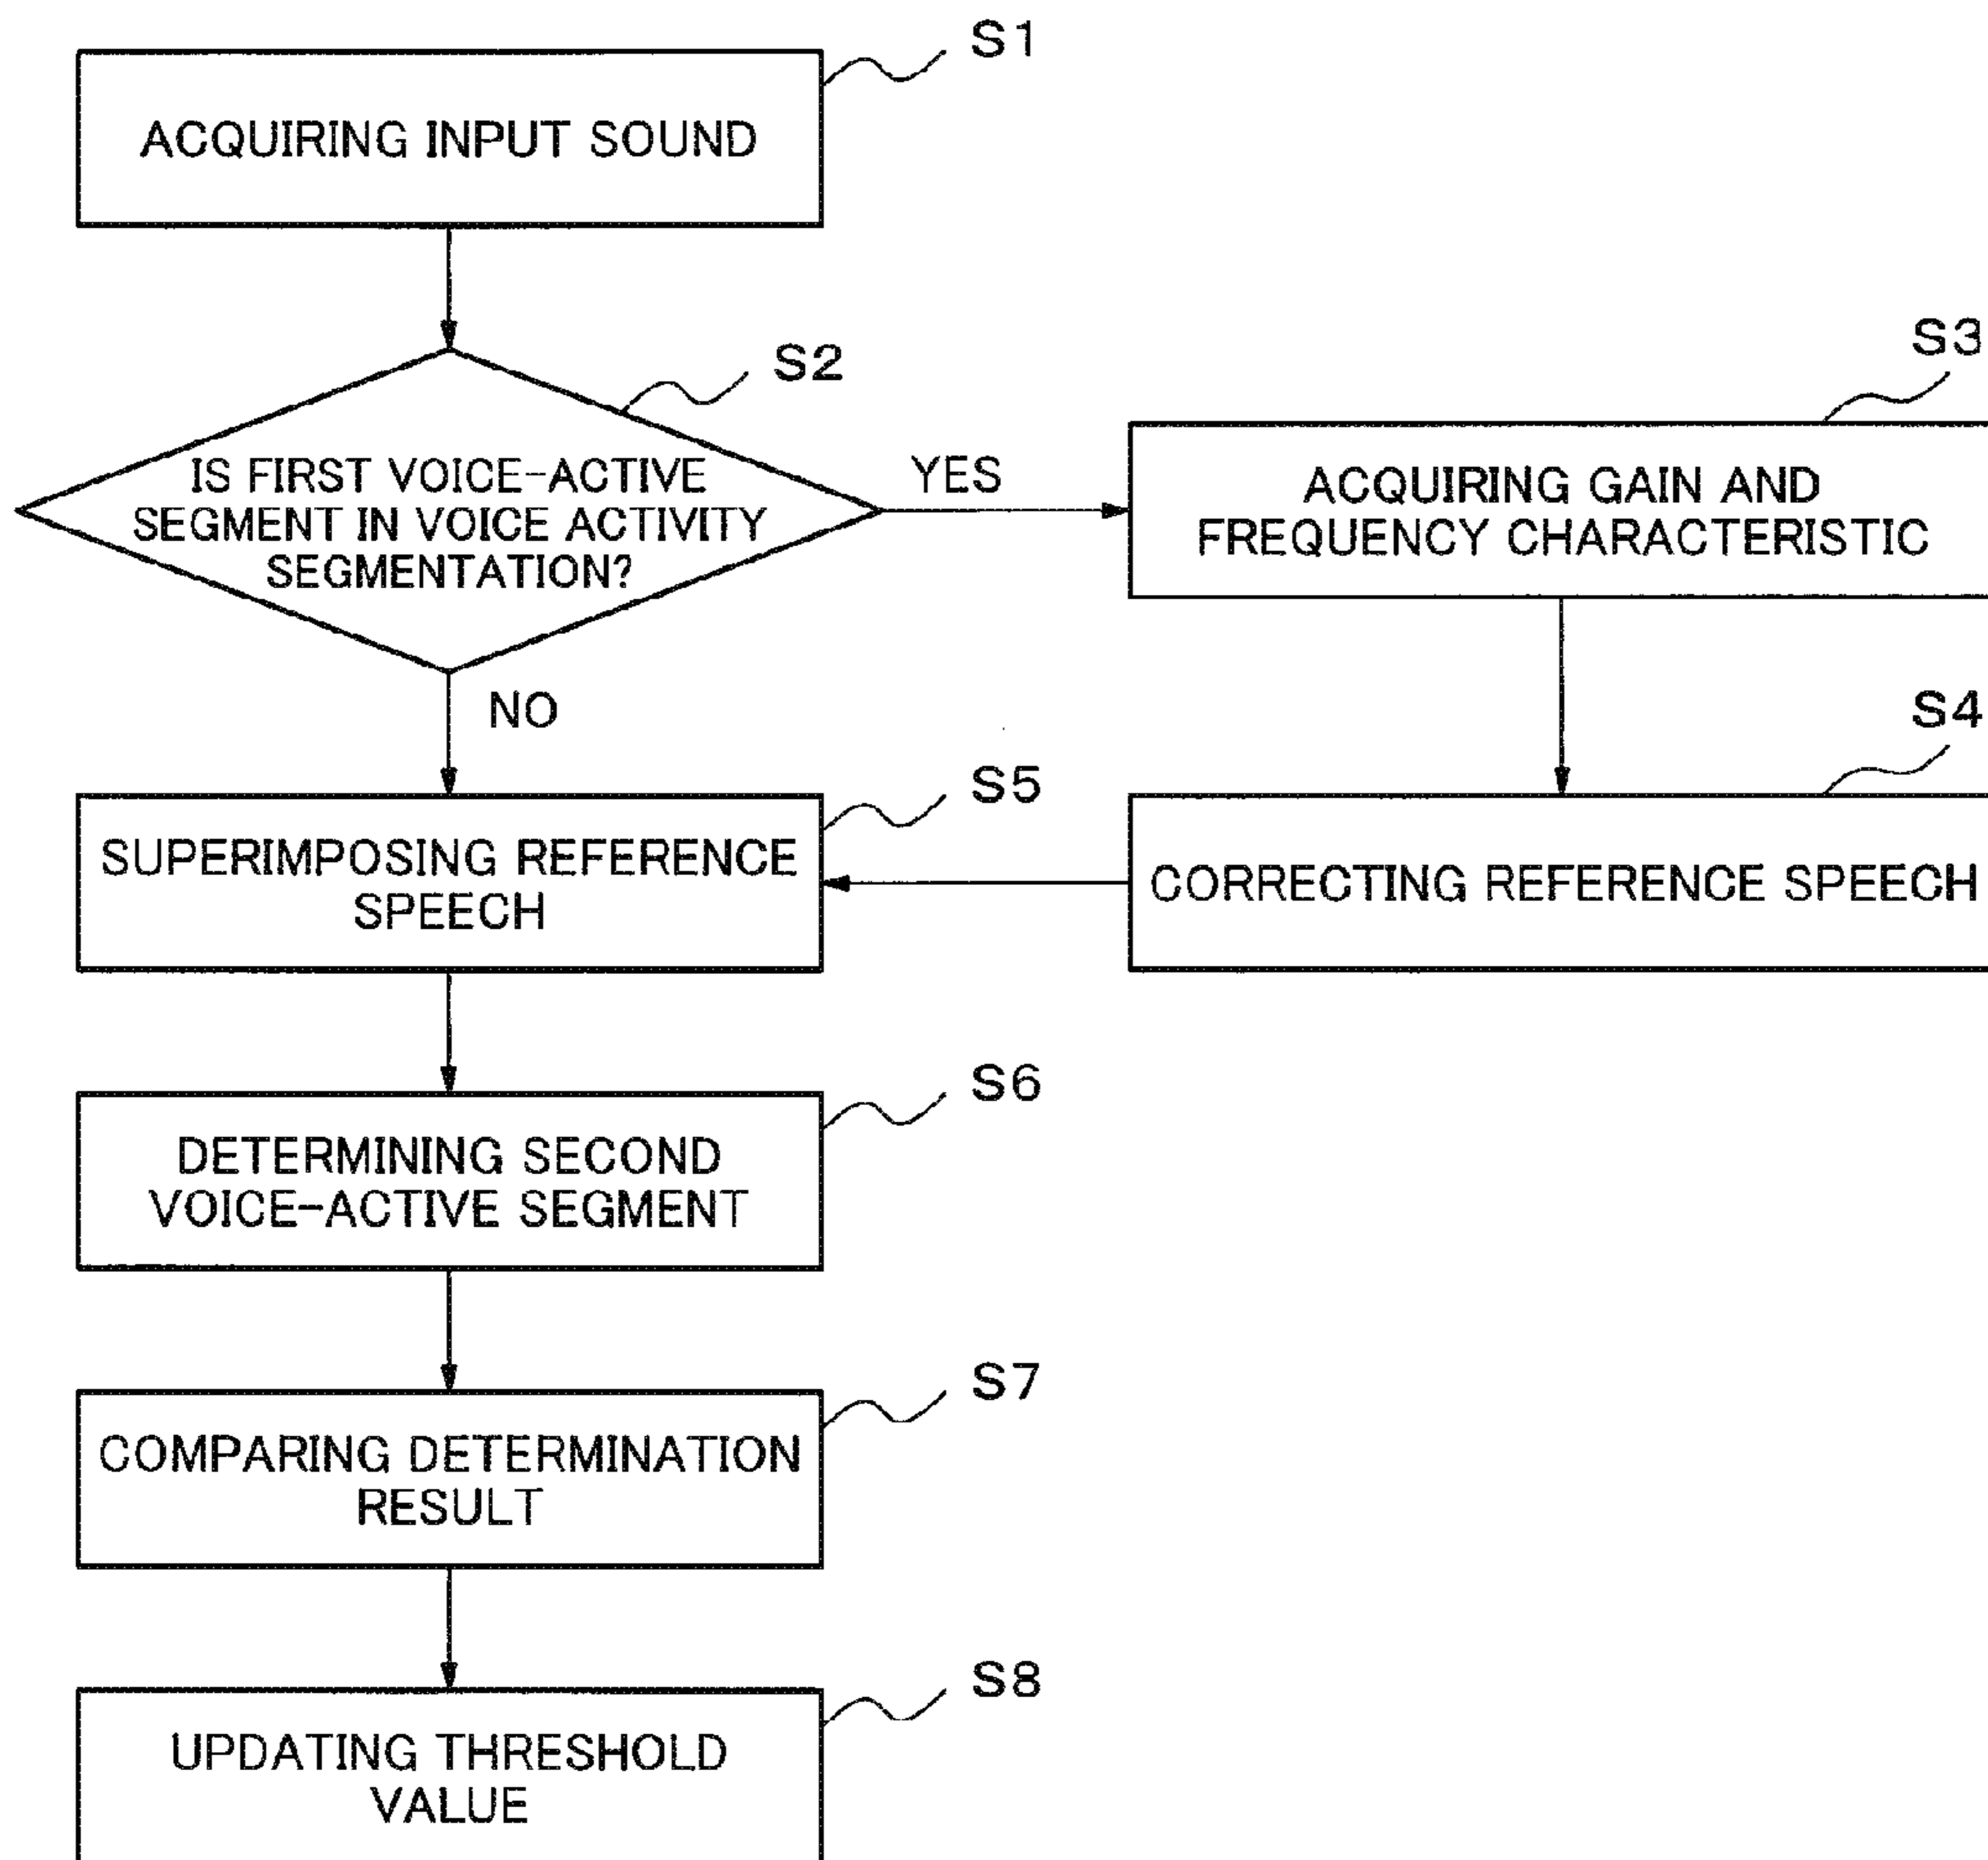 S1
ACQUIRING INPUT SOUND
S2
IS FIRST VOICE-ACTIVE
SEGMENT IN VOICE ACTIVITY
SEGMENTATION?
YES
S3
ACQUIRING GAIN AND
FREQUENCY CHARACTERISTIC
NO
S4
CORRECTING REFERENCE SPEECH
S5
SUPERIMPOSING REFERENCE
SPEECH
S6
DETERMINING SECOND
VOICE-ACTIVE SEGMENT
S7
COMPARING DETERMINATION
RESULT
S8
UPDATING THRESHOLD
VALUE